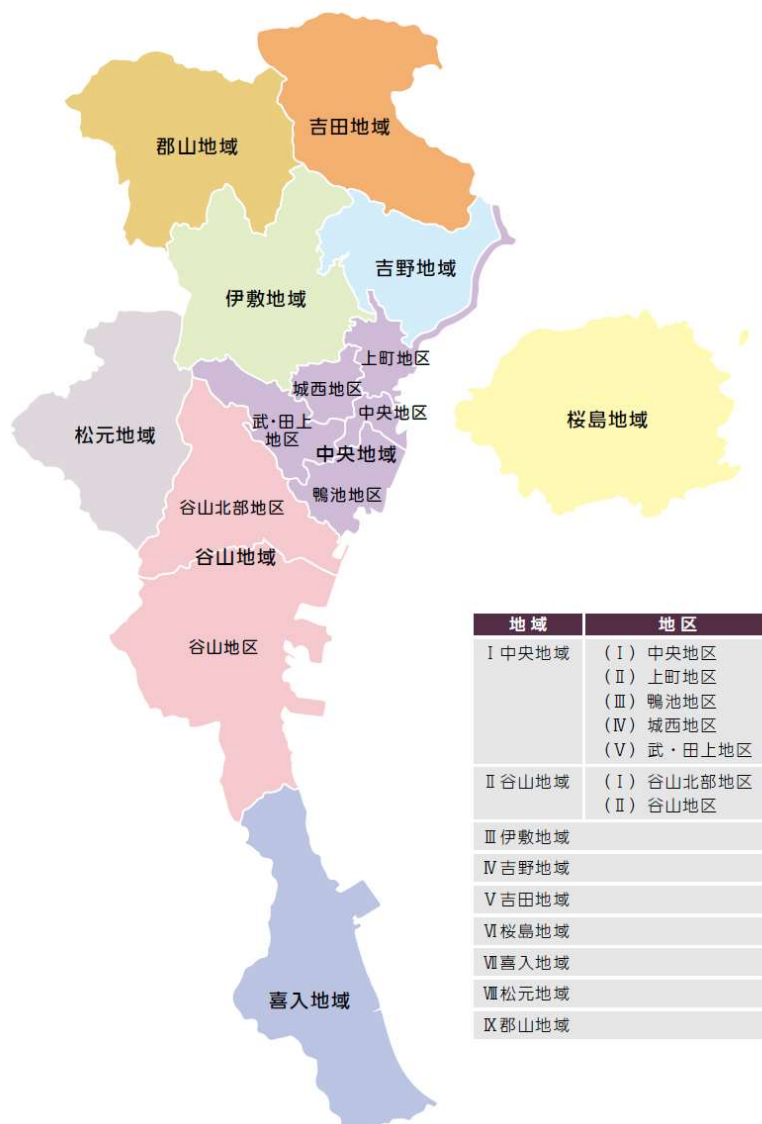 吉田地域
郡山地域
吉野地域
伊敷地域
上町地区
城西地区
中央地区
武・田上
地区
桜島地域
松元地域
中央地域
鴨池地区
谷山北部地区
谷山地域
谷山地区
喜入地域
地域 地区
Ⅰ中央地域 (Ⅰ) 中央地区
(Ⅱ) 上町地区
(Ⅲ) 鴨池地区
(Ⅳ) 城西地区
(Ⅴ) 武・田上地区
Ⅱ谷山地域 (Ⅰ) 谷山北部地区
(Ⅱ) 谷山地区
Ⅲ伊敷地域
Ⅳ吉野地域
Ⅴ吉田地域
Ⅵ桜島地域
Ⅶ喜入地域
Ⅷ松元地域
Ⅸ郡山地域